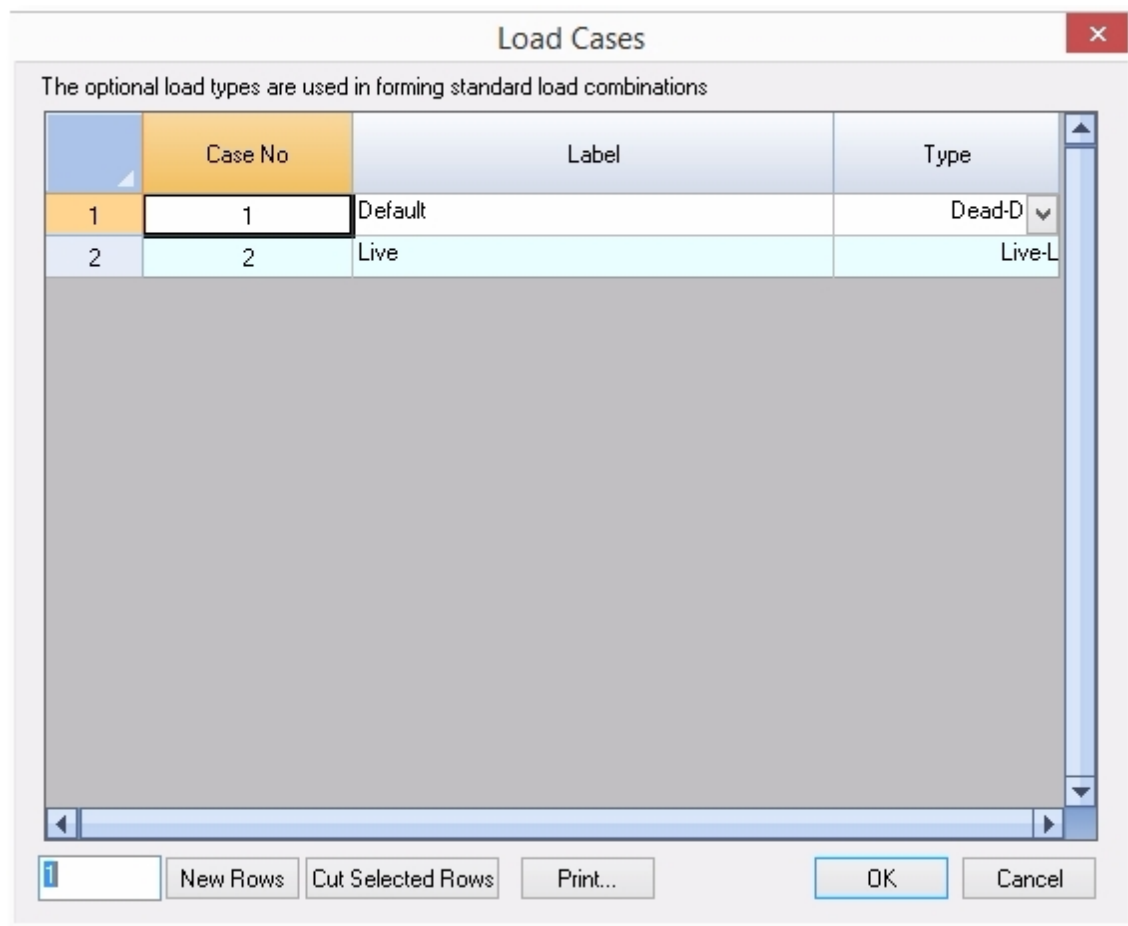 Load Cases
The optional load types are used in forming standard load combinations
Case No Label Type
1 1 Default Dead-D
2 2 Live Live-L
1 New Rows Cut Selected Rows Print... OK Cancel